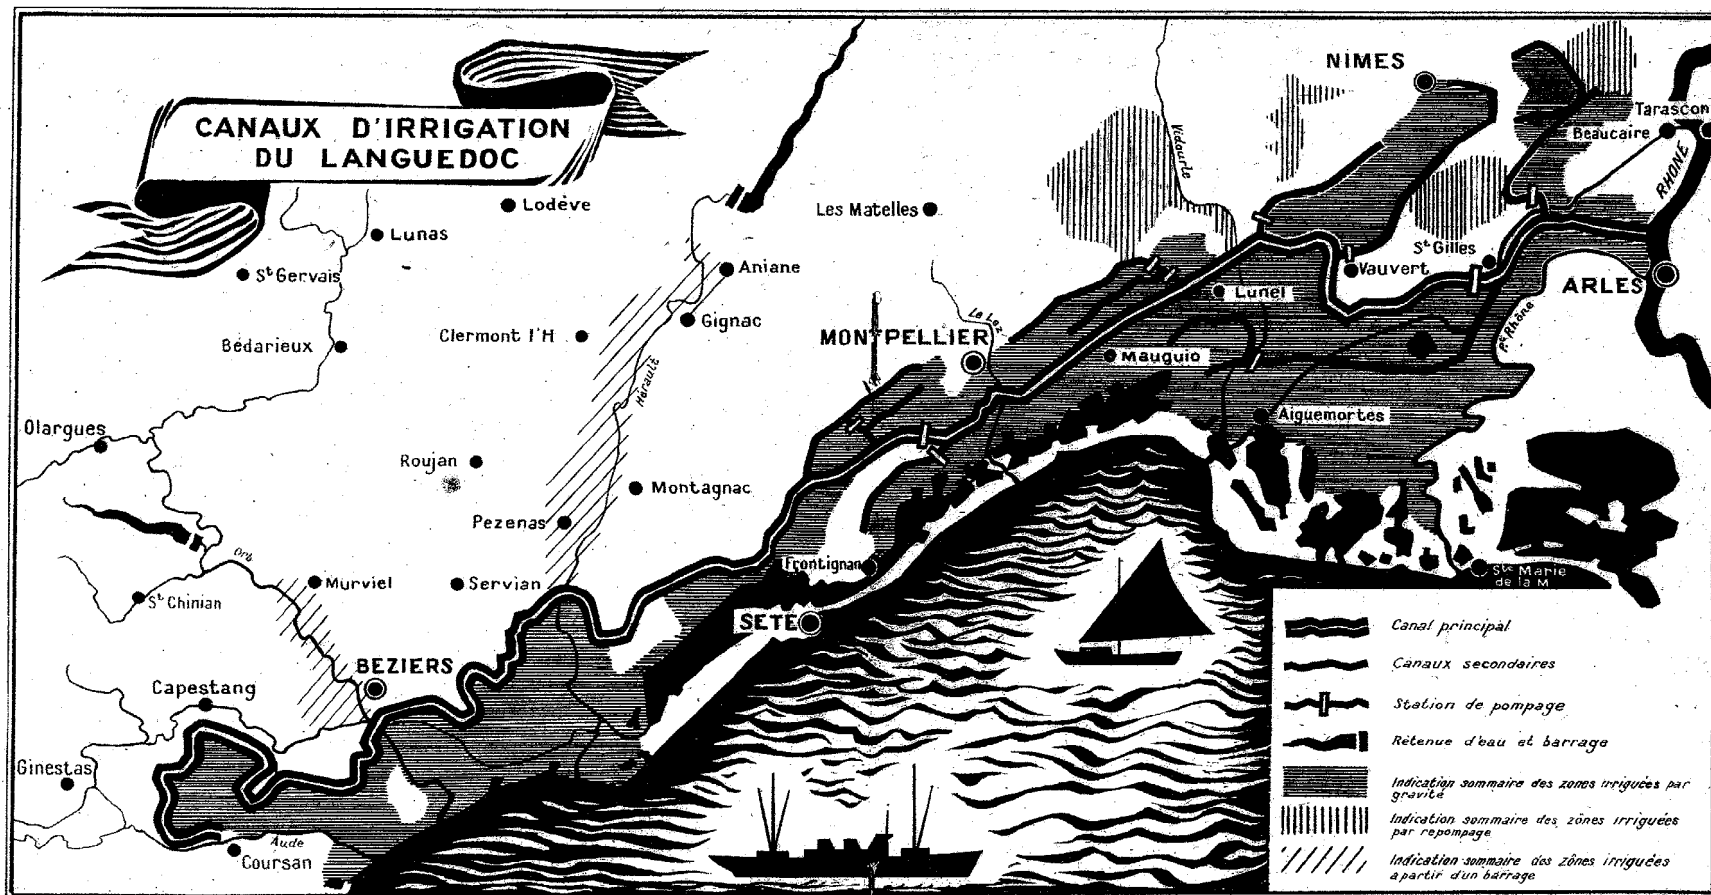 CANAUX D'IRRIGATION
DU LANGUEDOC
NIMES
Tarascon
Beaucaire
RHONE
Vidourle
Lodève
Les Matelles
Lunas
St Gilles
St Gervais
Aniane
Vauvert
ARLES
Lunel
Gignac
Le Lez
Pt Rhône
Clermont l'H
MONTPELLIER
Bédarieux
Mauguio
Hérault
Aiguemortes
Olargues
Roujan
Montagnac
Pezenas
Orb
Frontignan
Murviel
Servian
Ste Marie
de la M
St Chinian
SETE
BEZIERS
Capestang
Ginestas
Aude
Coursan
Canal principal
Canaux secondaires
Station de pompage
Retenue d'eau et barrage
Indication sommaire des zones irriguées par
gravité
Indication sommaire des zônes irriguées
par repompage
Indication sommaire des zônes irriguées
a partir d'un barrage